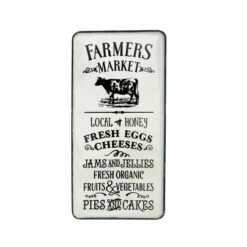 FARMERS
MARKET
LOCAL HONEY
FRESH EGGS
CHEESES
JAMS AND JELLIES
FRESH ORGANIC
FRUITS & VEGETABLES
PIES AND CAKES